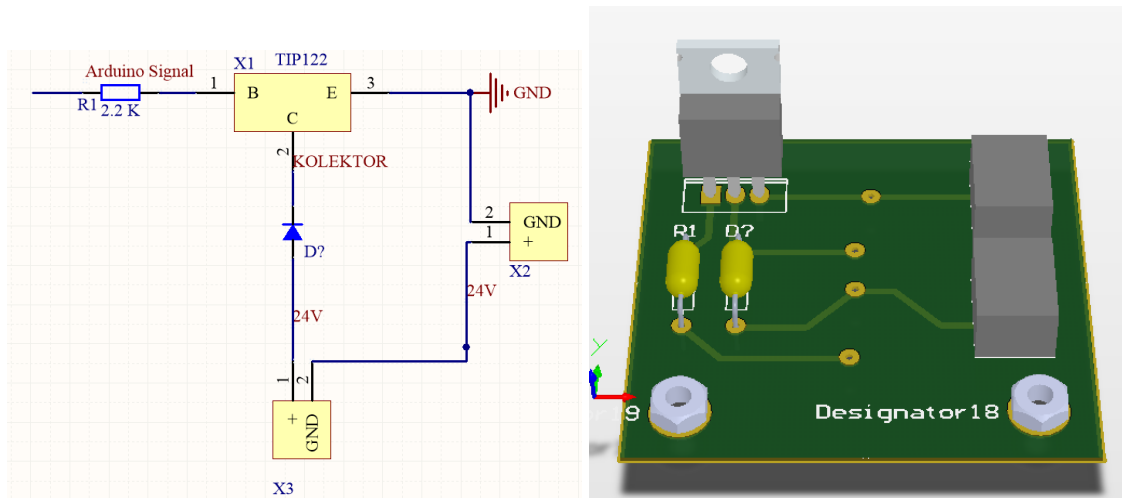 X1
TIP122
Arduino Signal
R1
2.2 K
1
B
E
3
GND
C
2
KOLEKTOR
D?
24V
2
GND
1
+
X2
24V
1
2
+
GND
X3
R1
D?
Designator18
r19
Y